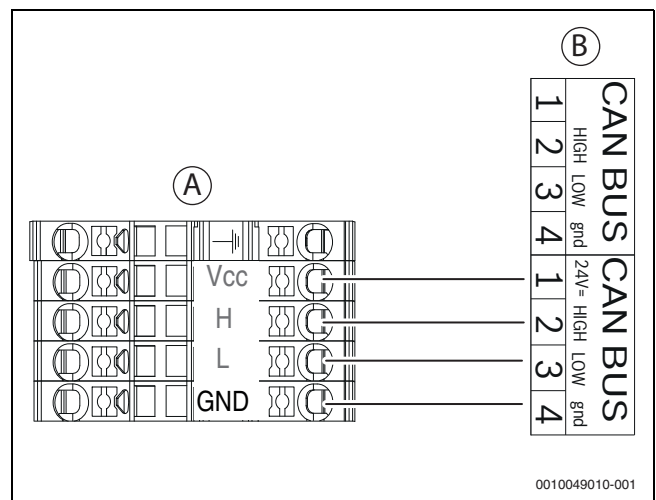 B
A
CAN BUS
1
2 HIGH
3 LOW
4 gnd
CAN BUS
1 24V=
2 HIGH
3 LOW
4 gnd
Vcc
H
L
GND
0010049010-001